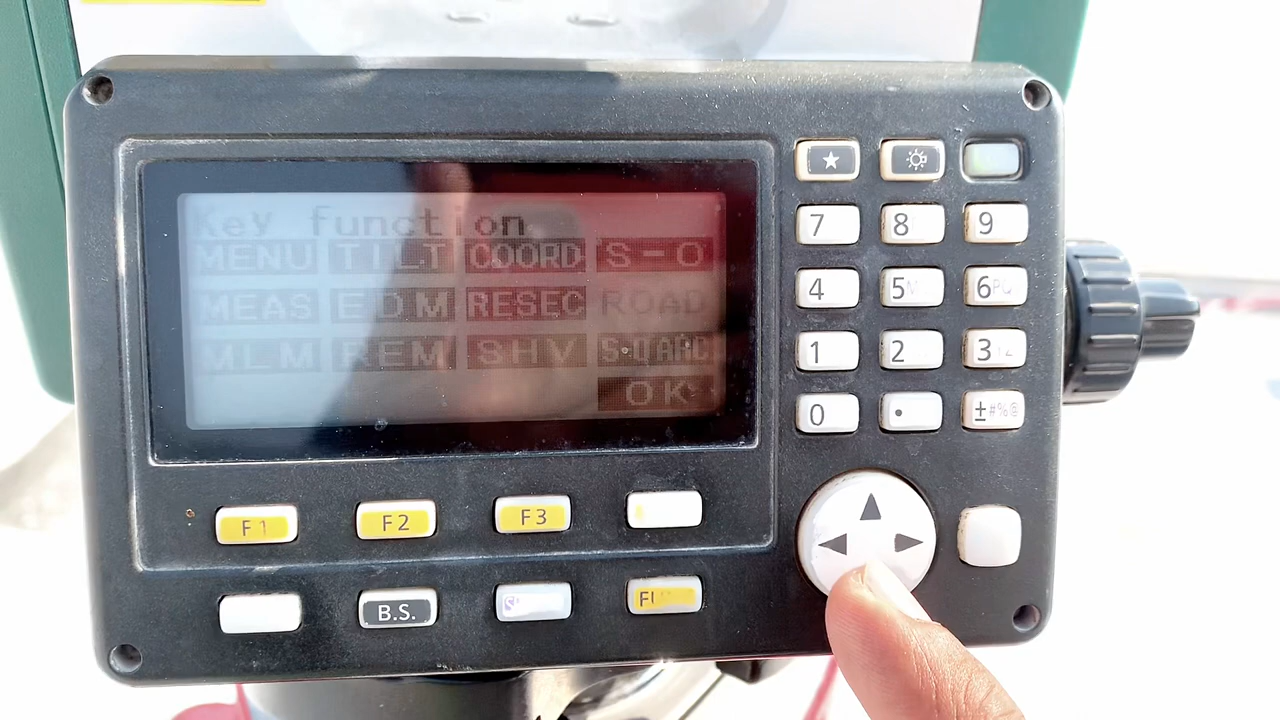 Key function
MENU TILT COORD S-O
MEAS EDM RESEC ROAD
MLM REM SHV
OK
★
7 8 9
4 5 6
1 2 3
0 . ±#%@
F1 F2 F3
B.S.